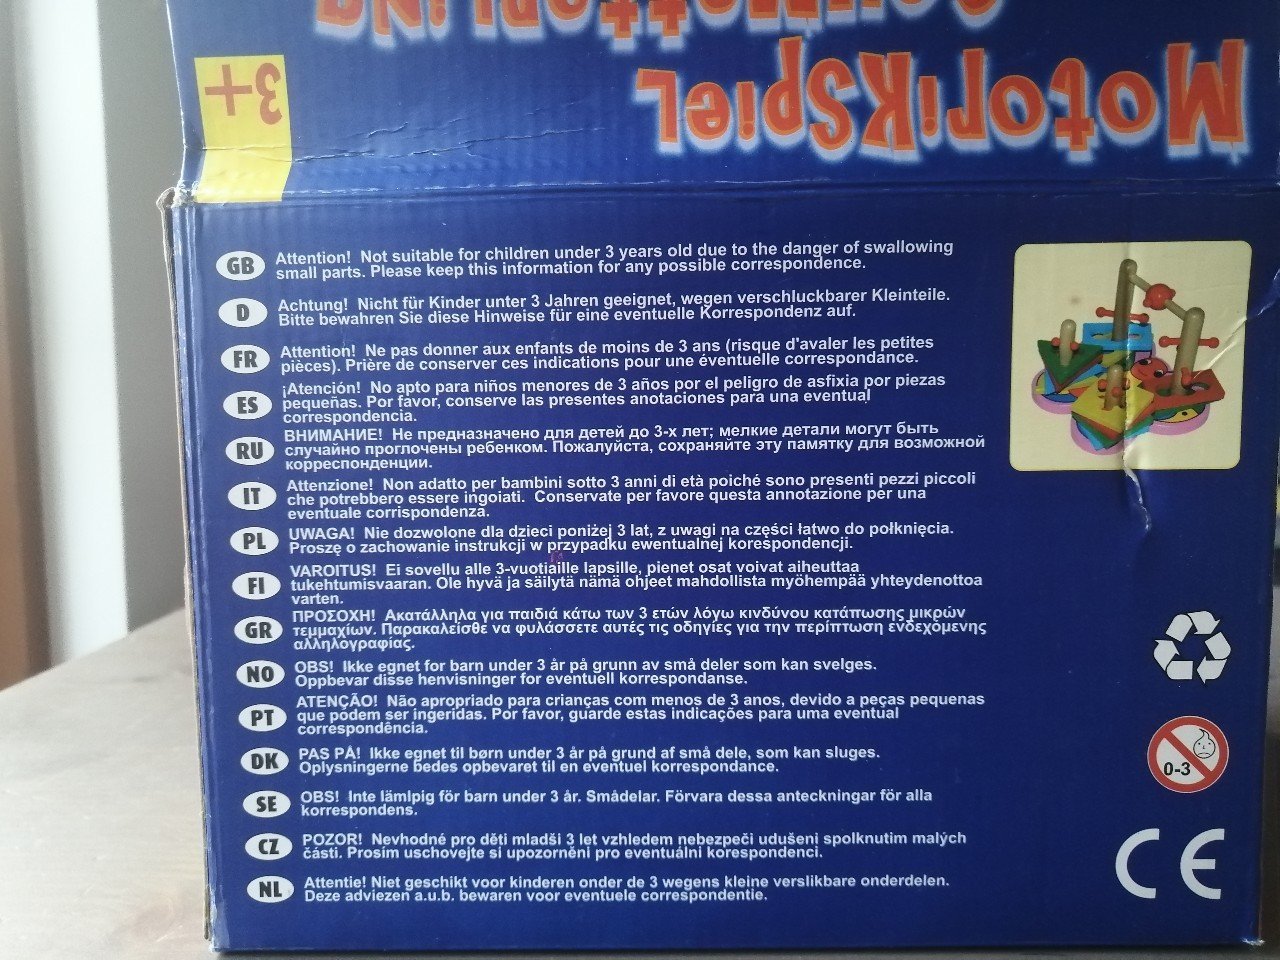 MotorikSpiel
3+
GB
Attention! Not suitable for children under 3 years old due to the danger of swallowing
small parts. Please keep this information for any possible correspondence.
D
Achtung! Nicht für Kinder unter 3 Jahren geeignet, wegen verschluckbarer Kleinteile.
Bitte bewahren Sie diese Hinweise für eine eventuelle Korrespondenz auf.
FR
Attention! Ne pas donner aux enfants de moins de 3 ans (risque d'avaler les petites
pièces). Prière de conserver ces indications pour une éventuelle correspondance.
ES
¡Atención! No apto para niños menores de 3 años por el peligro de asfixia por piezas
pequeñas. Por favor, conserve las presentes anotaciones para una eventual
correspondencia.
RU
ВНИМАНИЕ! Не предназначено для детей до 3-х лет; мелкие детали могут быть
случайно проглочены ребенком. Пожалуйста, сохраняйте эту памятку для возможной
корреспонденции.
IT
Attenzione! Non adatto per bambini sotto 3 anni di età poiché sono presenti pezzi piccoli
che potrebbero essere ingoiati. Conservate per favore questa annotazione per una
eventuale corrispondenza.
PL
UWAGA! Nie dozwolone dla dzieci poniżej 3 lat, z uwagi na części łatwo do połknięcia.
Proszę o zachowanie instrukcji w przypadku ewentualnej korespondencji.
FI
VAROITUS! Ei sovellu alle 3-vuotiaille lapsille, pienet osat voivat aiheuttaa
tukehtumisvaaran. Ole hyvä ja säilytä nämä ohjeet mahdollista myöhempää yhteydenottoa
varten.
GR
ΠΡΟΣΟΧΗ! Ακατάλληλα για παιδιά κάτω των 3 ετών λόγω κινδύνου κατάπωσης μικρών
τεμμαχίων. Παρακαλείσθε να φυλάσσετε αυτές τις οδηγίες για την περίπτωση ενδεχόμενης
αλληλογραφίας.
NO
OBS! Ikke egnet for barn under 3 år på grunn av små deler som kan svelges.
Oppbevar disse henvisninger for eventuell korrespondanse.
PT
ATENÇÃO! Não apropriado para crianças com menos de 3 anos, devido a peças pequenas
que podem ser ingeridas. Por favor, guarde estas indicações para uma eventual
correspondência.
DK
PAS PÅ! Ikke egnet til børn under 3 år på grund af små dele, som kan sluges.
Oplysningerne bedes opbevaret til en eventuel korrespondance.
SE
OBS! Inte lämlpig för barn under 3 år. Smådelar. Förvara dessa anteckningar för alla
korrespondens.
CZ
POZOR! Nevhodné pro děti mladši 3 let vzhledem nebezpeči udušeni spolknutim malých
části. Prosim uschovejte si upozorněni pro eventuálni korespondenci.
NL
Attentie! Niet geschikt voor kinderen onder de 3 wegens kleine verslikbare onderdelen.
Deze adviezen a.u.b. bewaren voor eventuele correspondentie.
0-3
CE